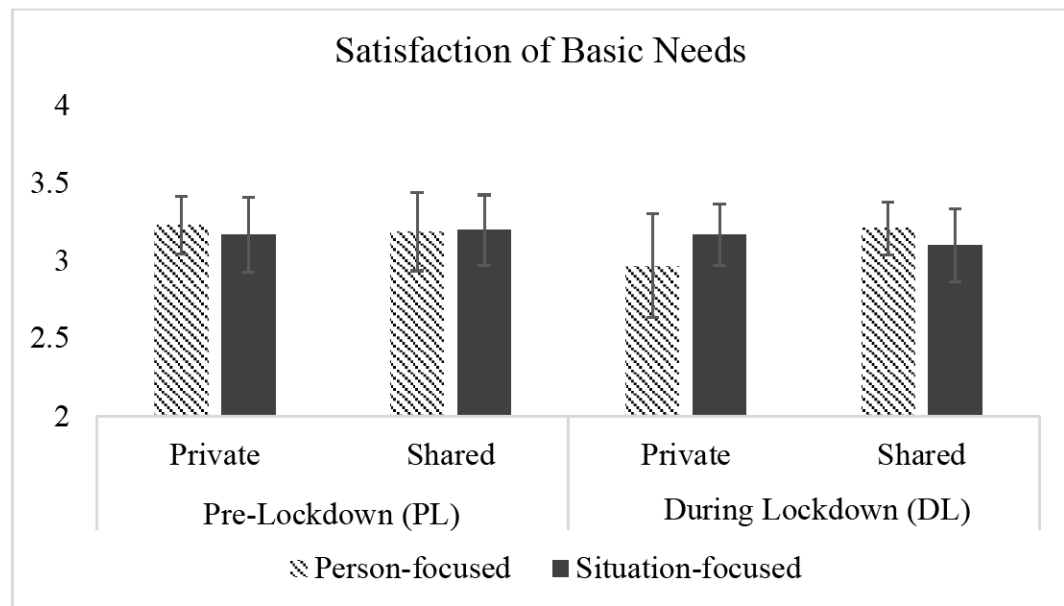 Satisfaction of Basic Needs
4
3.5
3
2.5
2
Private Shared Private Shared
Pre-Lockdown (PL) During Lockdown (DL)
Person-focused Situation-focused